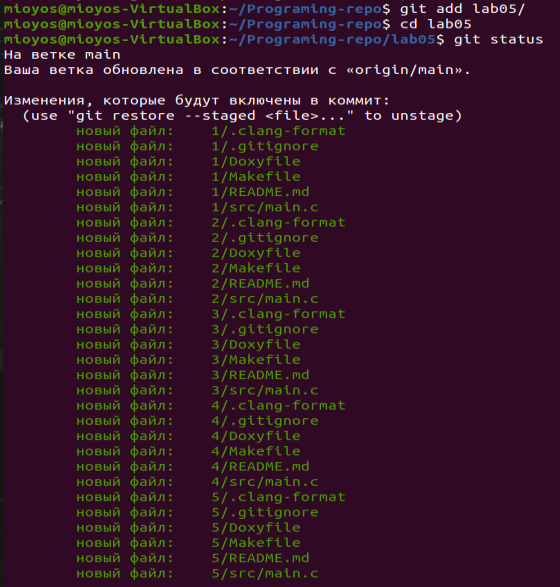 mioyos@mioyos-VirtualBox:~/Programing-repo$ git add lab05/
mioyos@mioyos-VirtualBox:~/Programing-repo$ cd lab05
mioyos@mioyos-VirtualBox:~/Programing-repo/lab05$ git status
На ветке main
Ваша ветка обновлена в соответствии с «origin/main».

Изменения, которые будут включены в коммит:
  (use "git restore --staged <file>..." to unstage)
        новый файл:    1/.clang-format
        новый файл:    1/.gitignore
        новый файл:    1/Doxyfile
        новый файл:    1/Makefile
        новый файл:    1/README.md
        новый файл:    1/src/main.c
        новый файл:    2/.clang-format
        новый файл:    2/.gitignore
        новый файл:    2/Doxyfile
        новый файл:    2/Makefile
        новый файл:    2/README.md
        новый файл:    2/src/main.c
        новый файл:    3/.clang-format
        новый файл:    3/.gitignore
        новый файл:    3/Doxyfile
        новый файл:    3/Makefile
        новый файл:    3/README.md
        новый файл:    3/src/main.c
        новый файл:    4/.clang-format
        новый файл:    4/.gitignore
        новый файл:    4/Doxyfile
        новый файл:    4/Makefile
        новый файл:    4/README.md
        новый файл:    4/src/main.c
        новый файл:    5/.clang-format
        новый файл:    5/.gitignore
        новый файл:    5/Doxyfile
        новый файл:    5/Makefile
        новый файл:    5/README.md
        новый файл:    5/src/main.c